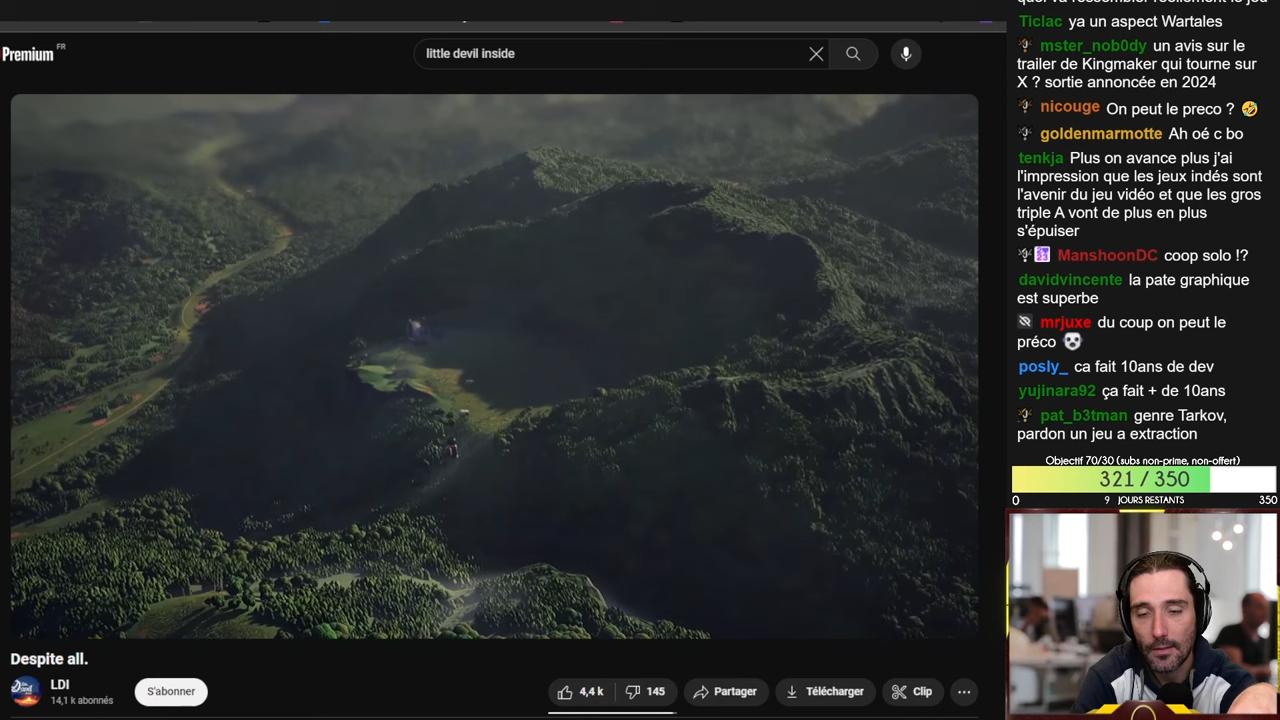 Premium FR
little devil inside
Despite all.
LDI
14,1 k abonnés
S'abonner
4,4 k
145
Partager
Télécharger
Clip
Ticlac ya un aspect Wartales
mster_nob0dy un avis sur le
trailer de Kingmaker qui tourne sur
X ? sortie annoncée en 2024
nicouge On peut le preco ? 🤣
goldenmarmotte Ah oé c bo
tenkja Plus on avance plus j'ai
l'impression que les jeux indés sont
l'avenir du jeu vidéo et que les gros
triple A vont de plus en plus
s'épuiser
ManshoonDC coop solo !?
davidvincente la pate graphique
est superbe
mrjuxe du coup on peut le
préco
posly_ ca fait 10ans de dev
yujinara92 ça fait + de 10ans
pat_b3tman genre Tarkov,
pardon un jeu a extraction
Objectif 70/30 (subs non-prime, non-offert)
321 / 350
0 9 JOURS RESTANTS 350